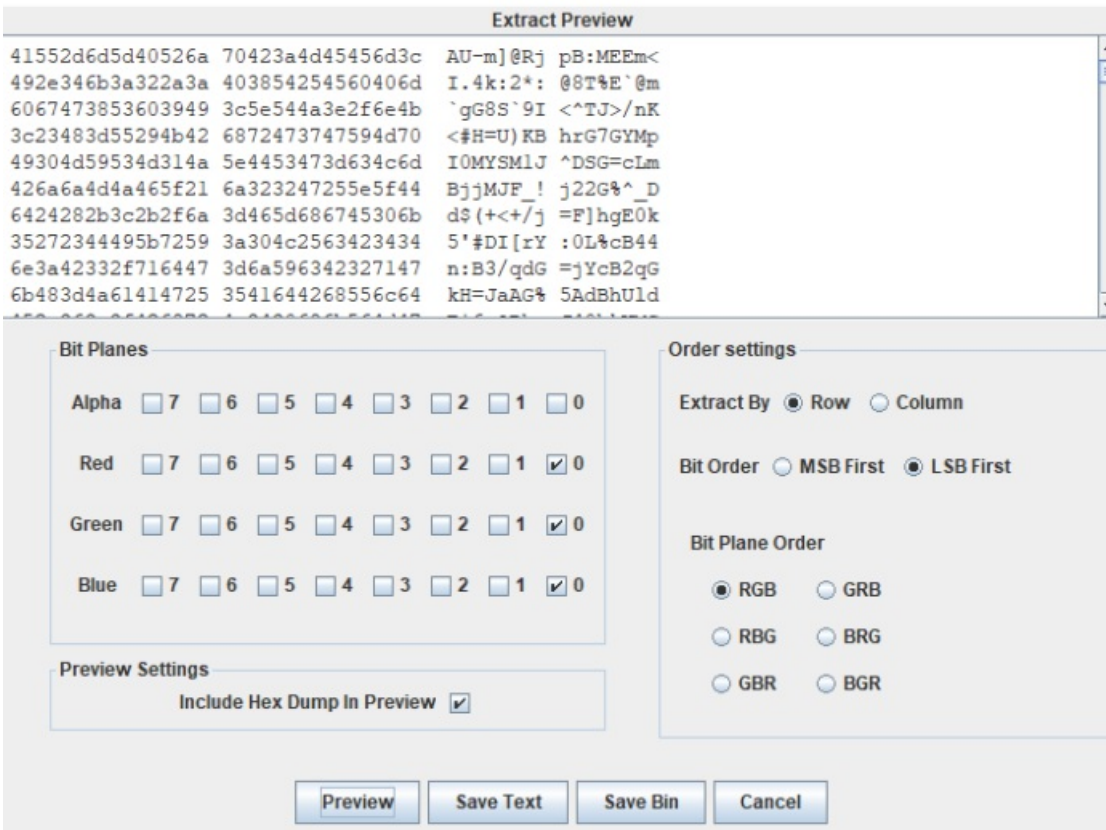 Extract Preview
41552d6d5d40526a 70423a4d45456d3c AU-m]@Rj pB:MEEm<
492e346b3a322a3a 403854254560406d I.4k:2*: @8T%E`@m
6067473853603949 3c5e544a3e2f6e4b `gG8S`9I <^TJ>/nK
3c23483d55294b42 6872473747594d70 <#H=U)KB hrG7GYMp
49304d59534d314a 5e4453473d634c6d I0MYSM1J ^DSG=cLm
426a6a4d4a465f21 6a323247255e5f44 BjjMJF_! j22G%^_D
6424282b3c2b2f6a 3d465d686745306b d$(+<+/j =F]hgE0k
35272344495b7259 3a304c2563423434 5'#DI[rY :0L%cB44
6e3a42332f716447 3d6a596342327147 n:B3/qdG =jYcB2qG
6b483d4a61414725 3541644268556c64 kH=JaAG% 5AdBhUld
Bit Planes
Alpha 7 6 5 4 3 2 1 0
Red 7 6 5 4 3 2 1 0
Green 7 6 5 4 3 2 1 0
Blue 7 6 5 4 3 2 1 0
Preview Settings
Include Hex Dump In Preview
Order settings
Extract By Row Column
Bit Order MSB First LSB First
Bit Plane Order
RGB GRB
RBG BRG
GBR BGR
Preview Save Text Save Bin Cancel